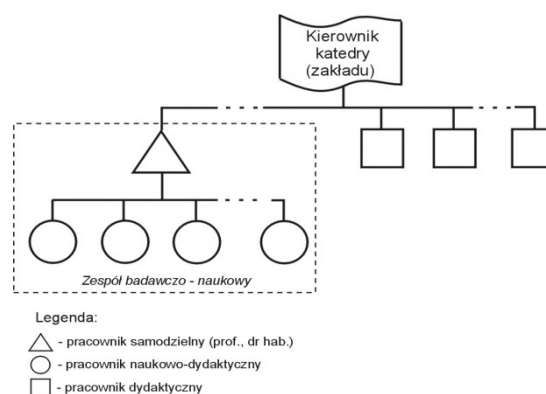 Kierownik
katedry
(zakładu)
Zespół badawczo - naukowy
Legenda:
- pracownik samodzielny (prof., dr hab.)
- pracownik naukowo-dydaktyczny
- pracownik dydaktyczny